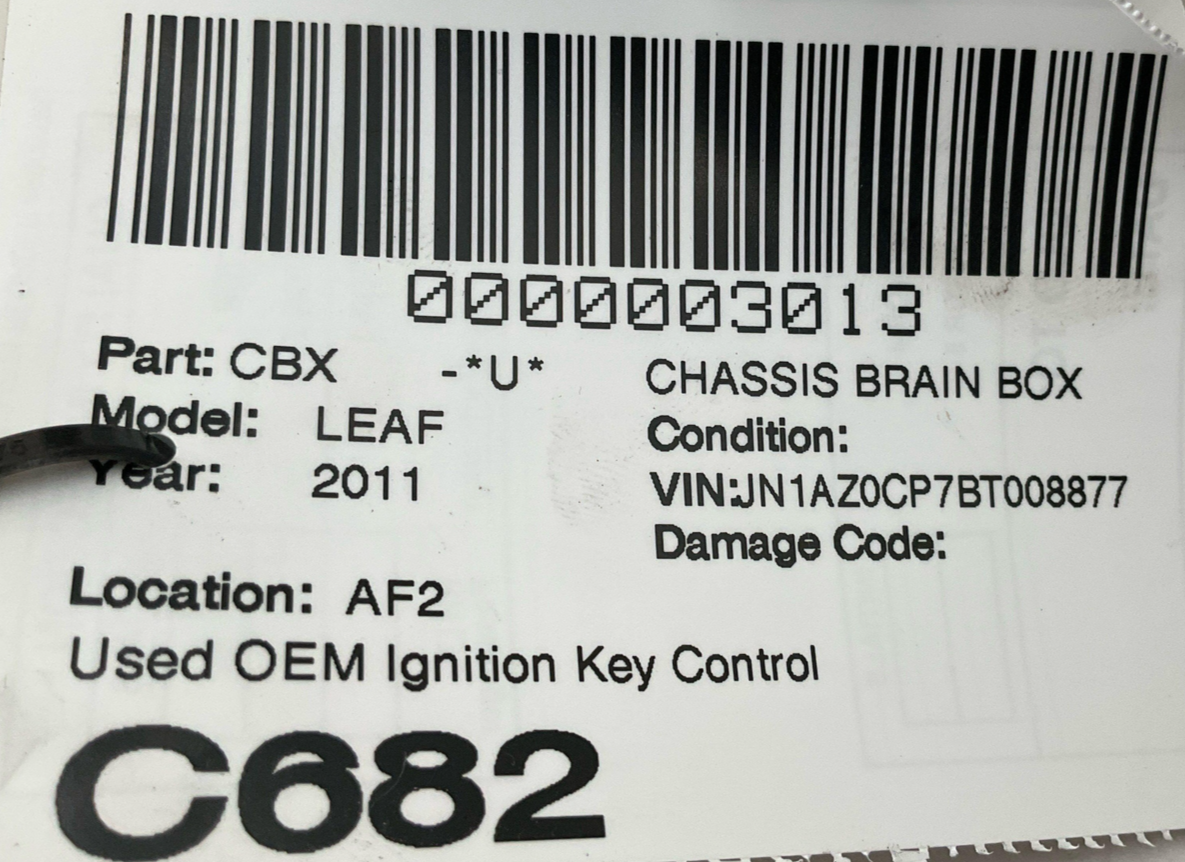 0000003013
Part: CBX -*U* CHASSIS BRAIN BOX
Model: LEAF Condition:
Year: 2011 VIN:JN1AZ0CP7BT008877
Damage Code:
Location: AF2
Used OEM Ignition Key Control
C682